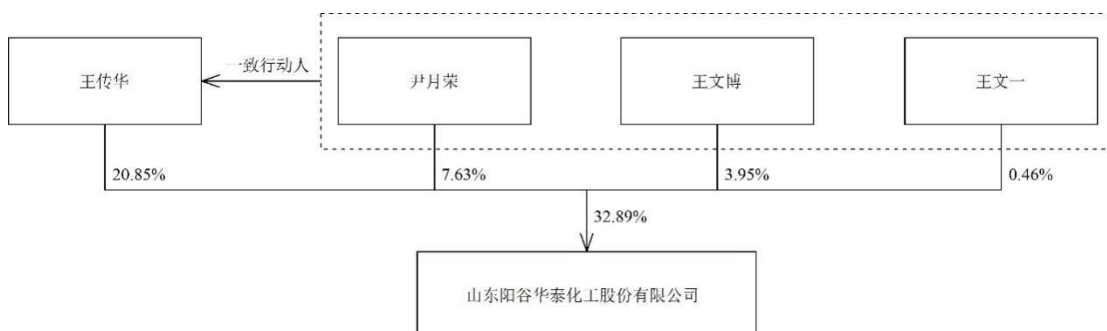 一致行动人
王传华
尹月荣
王文博
王文一
20.85%
7.63%
3.95%
0.46%
32.89%
山东阳谷华泰化工股份有限公司